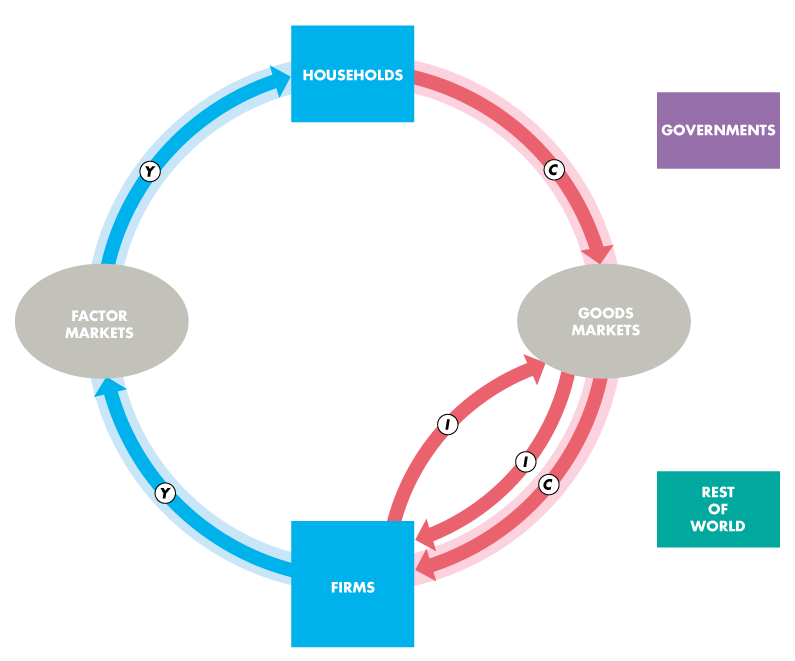 HOUSEHOLDS
GOVERNMENTS
Y
C
FACTOR
MARKETS
GOODS
MARKETS
I
I
C
Y
REST
OF
WORLD
FIRMS